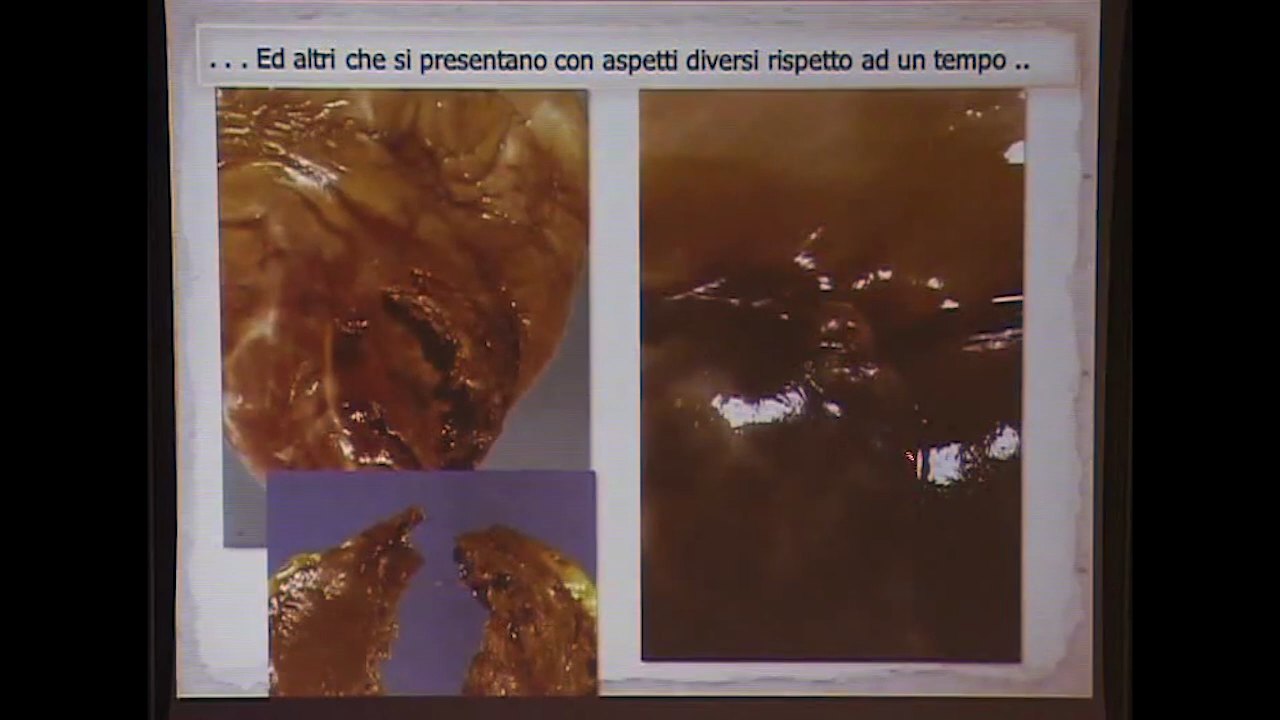 . . . Ed altri che si presentano con aspetti diversi rispetto ad un tempo ..